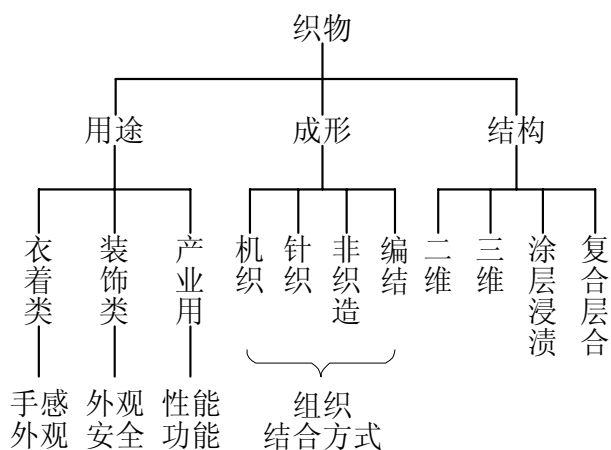 织物
用途
成形
结构
衣着类
装饰类
产业用
机织
针织
非织造
编结
二维
三维
涂层浸渍
复合层合
手感
外观
外观
安全
性能
功能
组织
结合方式